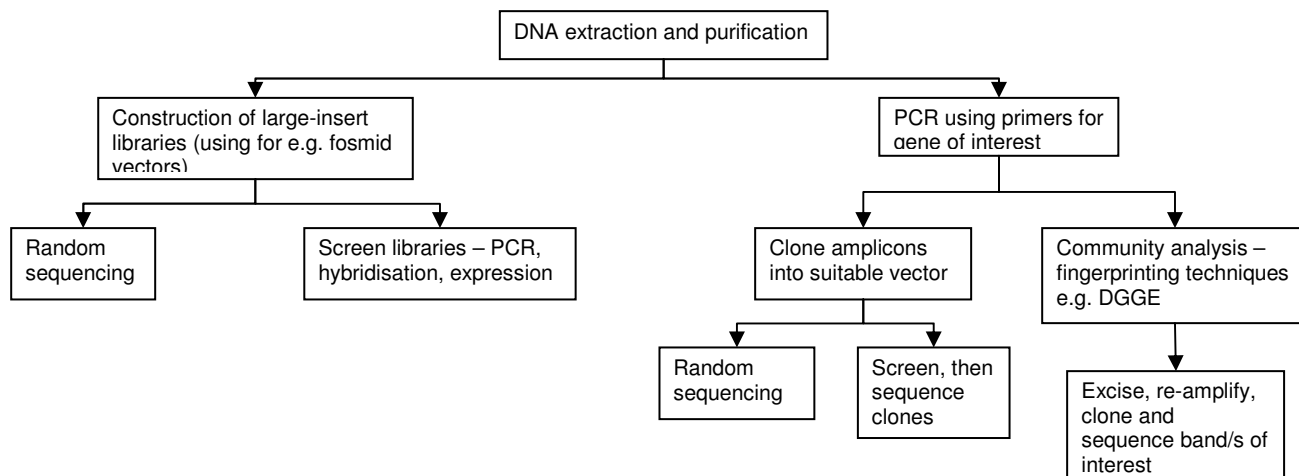 DNA extraction and purification
Construction of large-insert
libraries (using for e.g. fosmid
vectors)
PCR using primers for
gene of interest
Random
sequencing
Screen libraries – PCR,
hybridisation, expression
Clone amplicons
into suitable vector
Community analysis –
fingerprinting techniques
e.g. DGGE
Random
sequencing
Screen, then
sequence
clones
Excise, re-amplify,
clone and
sequence band/s of
interest